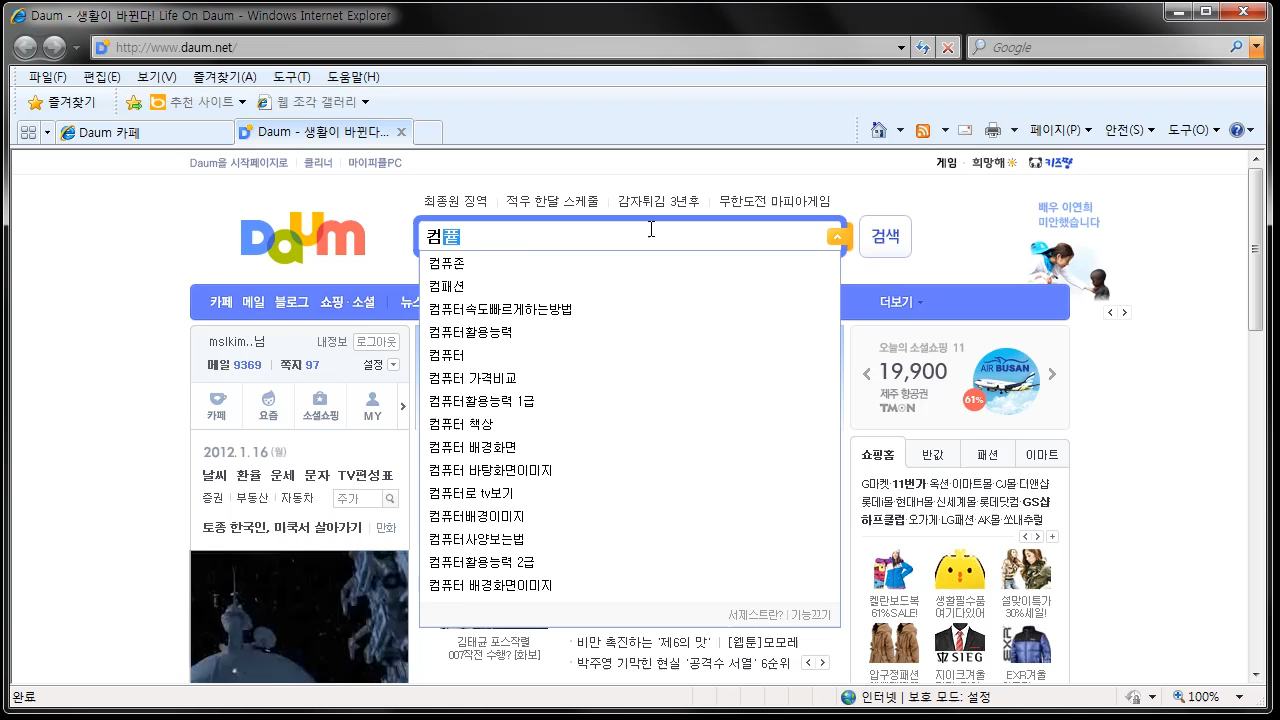 Daum - 생활이 바뀐다! Life On Daum - Windows Internet Explorer
http://www.daum.net/
Google
파일(F) 편집(E) 보기(V) 즐겨찾기(A) 도구(T) 도움말(H)
즐겨찾기 추천 사이트 웹 조각 갤러리
Daum 카페 Daum - 생활이 바뀐다... 페이지(P) 안전(S) 도구(O)
Daum을 시작페이지로 클리너 마이피플PC 게임 희망해 키즈짱
최종원 징역 적우 한달 스케줄 감자튀김 3년후 무한도전 마피아게임
배우 이연희
미안했습니다
Daum 컴퓰 검색
컴퓨존
컴패션
컴퓨터속도빠르게하는방법
컴퓨터활용능력
컴퓨터
컴퓨터 가격비교
컴퓨터활용능력 1급
컴퓨터 책상
컴퓨터 배경화면
컴퓨터 바탕화면이미지
컴퓨터로 tv보기
컴퓨터배경이미지
컴퓨터사양보는법
컴퓨터활용능력 2급
컴퓨터 배경화면이미지
서제스트란? | 기능끄기
카페 메일 블로그 쇼핑·소셜 뉴스 더보기
mslkim..님 내정보 로그아웃
메일 9369 쪽지 97 설정
카페 요즘 소셜쇼핑 MY
2012.1.16 (월)
날씨 환율 운세 문자 TV편성표
증권 부동산 자동차 주가
토종 한국인, 미쿡서 살아가기 만화
김태균 포스작렬
007작전 수행? [화보]
· 비만 촉진하는 '제6의 맛' [웹툰] 모모레
· 박주영 기막힌 현실 '공격수 서열' 6순위
오늘의 소셜쇼핑 11
19,900
제주 항공권
TMON
AIR BUSAN
61%
쇼핑홈 반값 패션 이마트
G마켓·11번가·옥션·이마트몰·CJ몰·디앤샵
롯데i몰·현대H몰·신세계몰·롯데닷컴·GS샵
하프클럽·오가게·LG패션·AK몰·쏘내추럴
켈란보드복
61%SALE!
생활필수품
여기다있어
설맞이특가
30%세일!
SIEG
EXR
압구정패션
지이크겨울
EXR겨울
완료 인터넷 | 보호 모드: 설정 100%